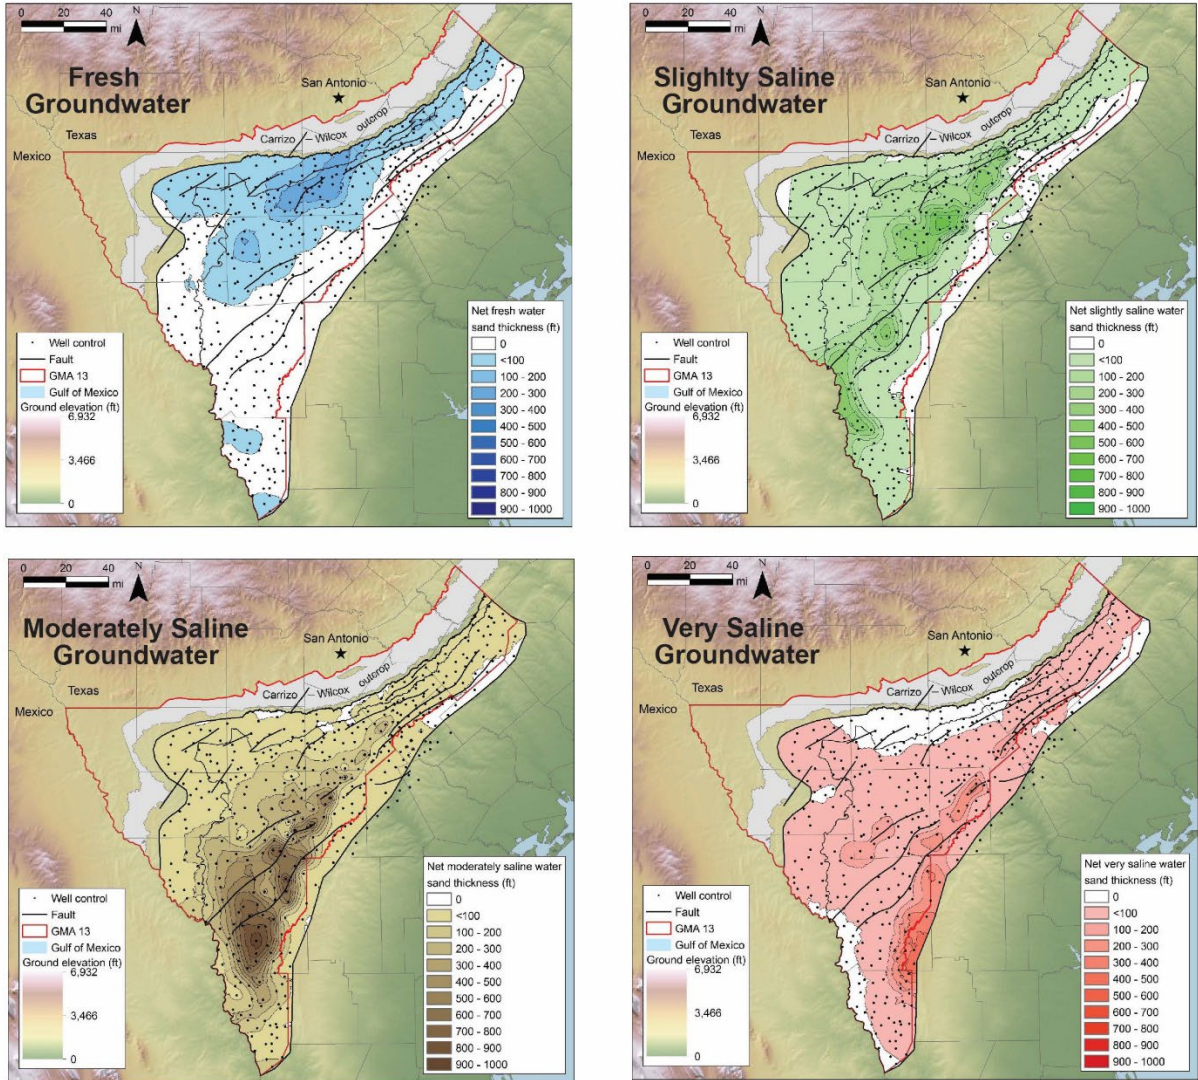 0 20 40
mi
N
Fresh
Groundwater
San Antonio
Texas
Mexico
Carrizo – Wilcox outcrop
Well control
Fault
GMA 13
Gulf of Mexico
Ground elevation (ft)
6,932
3,466
0
Net fresh water
sand thickness (ft)
0
<100
100 - 200
200 - 300
300 - 400
400 - 500
500 - 600
600 - 700
700 - 800
800 - 900
900 - 1000
0 20 40
mi
N
Slighlty Saline
Groundwater
San Antonio
Texas
Mexico
Carrizo – Wilcox outcrop
Well control
Fault
GMA 13
Gulf of Mexico
Ground elevation (ft)
6,932
3,466
0
Net slightly saline water
sand thickness (ft)
0
<100
100 - 200
200 - 300
300 - 400
400 - 500
500 - 600
600 - 700
700 - 800
800 - 900
900 - 1000
0 20 40
mi
N
Moderately Saline
Groundwater
San Antonio
Texas
Mexico
Carrizo – Wilcox outcrop
Well control
Fault
GMA 13
Gulf of Mexico
Ground elevation (ft)
6,932
3,466
0
Net moderately saline water
sand thickness (ft)
0
<100
100 - 200
200 - 300
300 - 400
400 - 500
500 - 600
600 - 700
700 - 800
800 - 900
900 - 1000
0 20 40
mi
N
Very Saline
Groundwater
San Antonio
Texas
Mexico
Carrizo – Wilcox outcrop
Well control
Fault
GMA 13
Gulf of Mexico
Ground elevation (ft)
6,932
3,466
0
Net very saline water
sand thickness (ft)
0
<100
100 - 200
200 - 300
300 - 400
400 - 500
500 - 600
600 - 700
700 - 800
800 - 900
900 - 1000